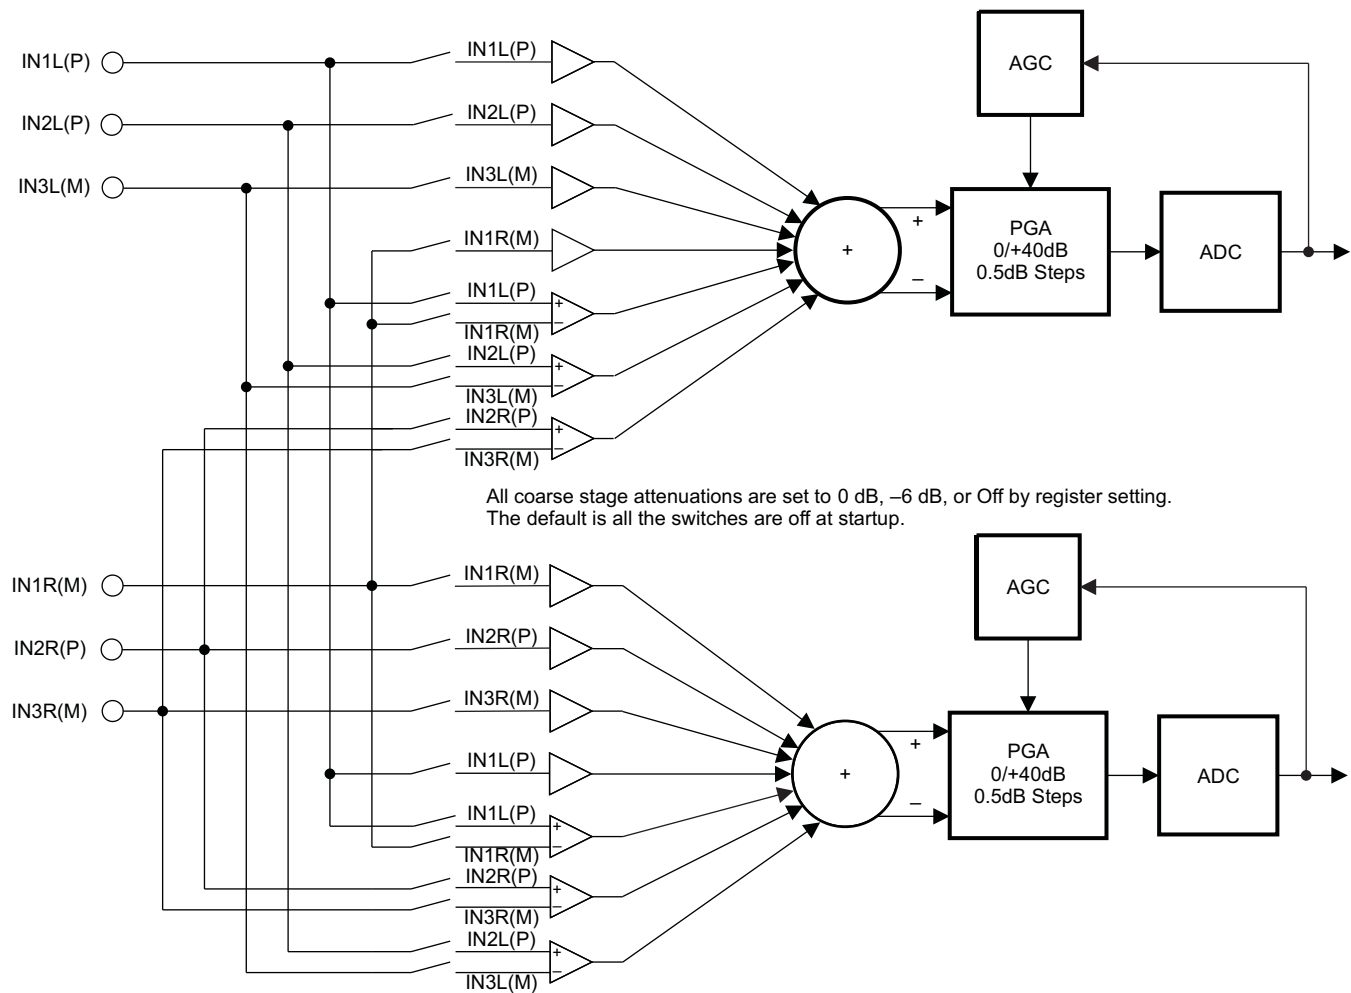 IN1L(P)
IN1L(P)
AGC
IN2L(P)
IN2L(P)
IN3L(M)
IN3L(M)
IN1R(M)
+
+
PGA
0/+40dB
0.5dB Steps
ADC
–
IN1L(P)
+
–
IN1R(M)
IN2L(P)
+
–
IN3L(M)
IN2R(P)
+
–
IN3R(M)
All coarse stage attenuations are set to 0 dB, –6 dB, or Off by register setting.
The default is all the switches are off at startup.
IN1R(M)
IN1R(M)
AGC
IN2R(P)
IN2R(P)
IN3R(M)
IN3R(M)
IN1L(P)
+
+
PGA
0/+40dB
0.5dB Steps
ADC
–
IN1L(P)
+
–
IN1R(M)
IN2R(P)
+
–
IN3R(M)
IN2L(P)
+
–
IN3L(M)